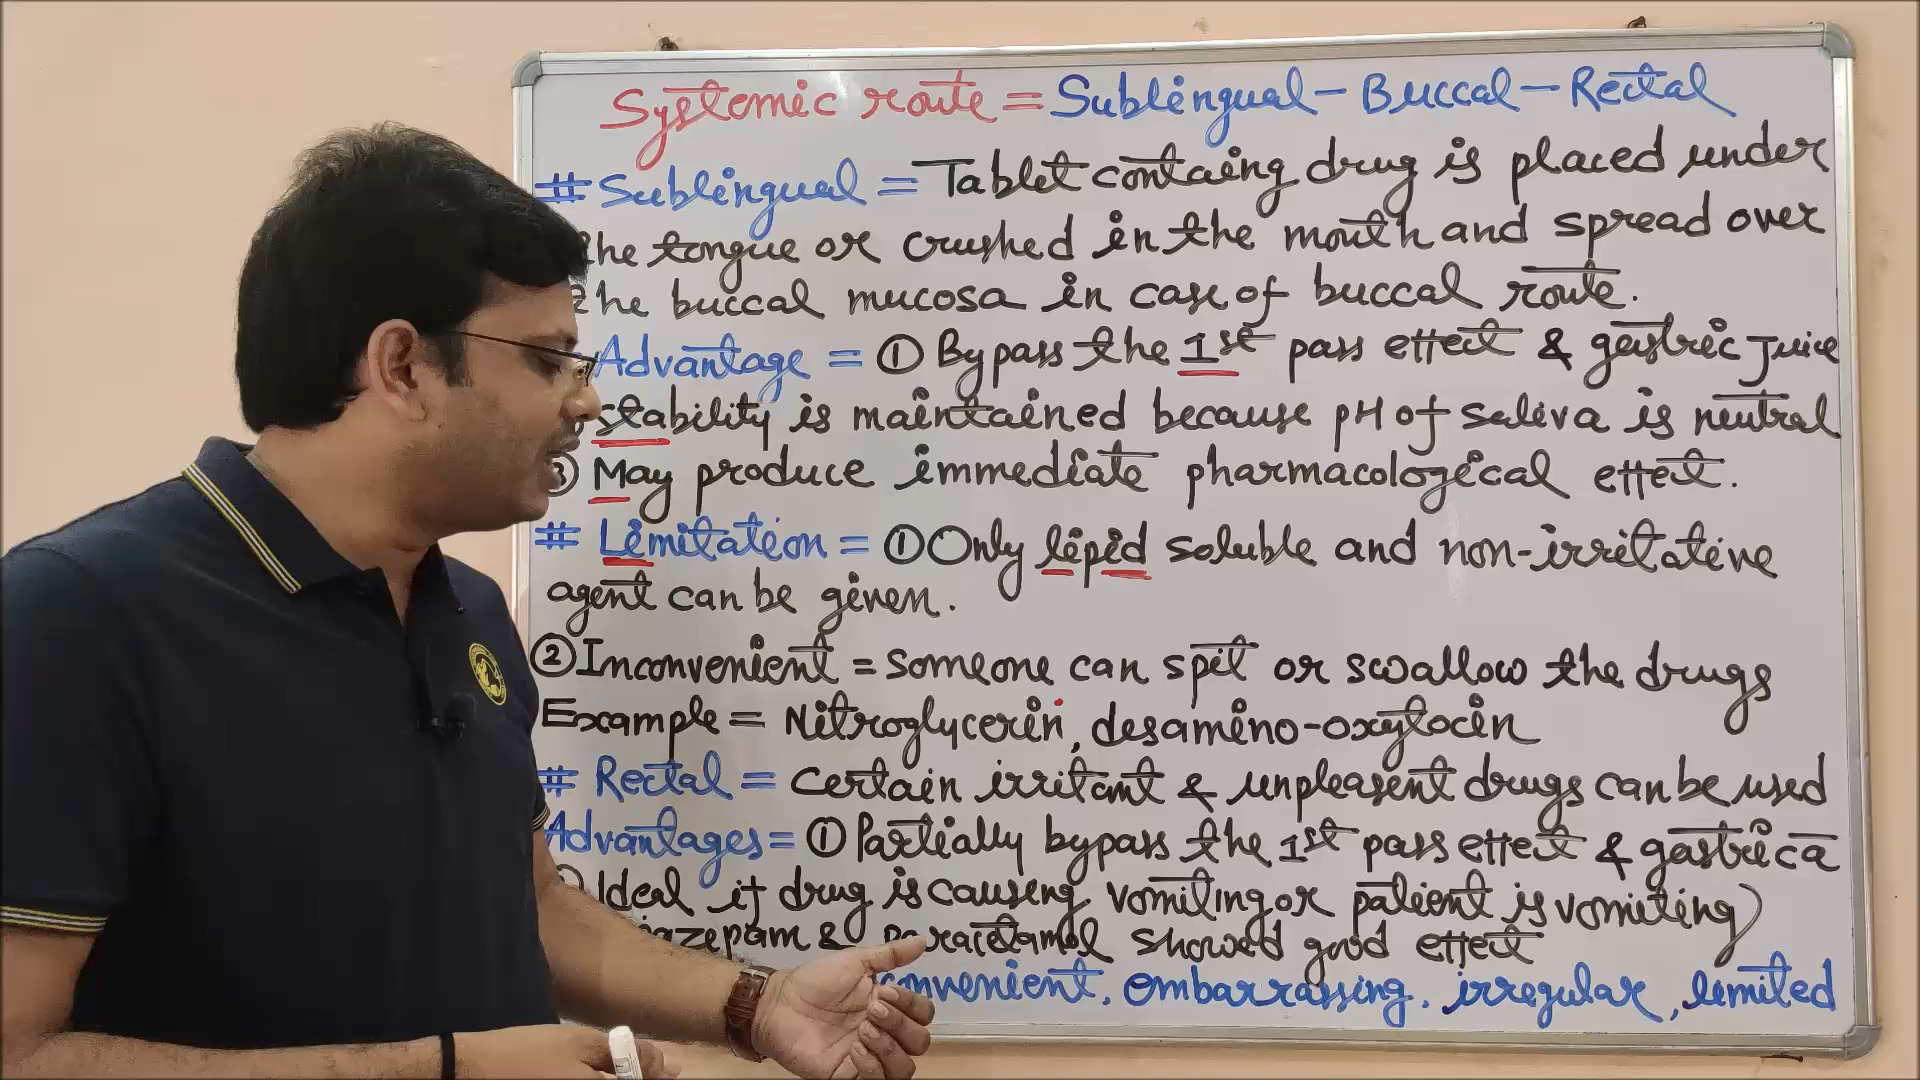 Systemic route = Sublingual - Buccal - Rectal
# Sublingual = Tablet containg drug is placed under
the tongue or crushed in the mouth and spread over
the buccal mucosa in case of buccal route.
Advantage = ① Bypass the 1st pass effect & gastric Juice
stability is maintained because pH of saliva is neutral
③ May produce immediate pharmacological effect.
# Limitation = ① Only lipid soluble and non-irritative
agent can be given.
② Inconvenient = Someone can spit or swallow the drugs
Example = Nitroglycerin, desamino-oxytocin
# Rectal = Certain irritant & unpleasent drugs can be used
Advantages = ① Partially bypass the 1st pass effect & gastric a
Ideal if drug is causing vomiting or patient is vomiting
azepam & paracetamol showed good effect
nvenient, embarrassing, irregular, limited